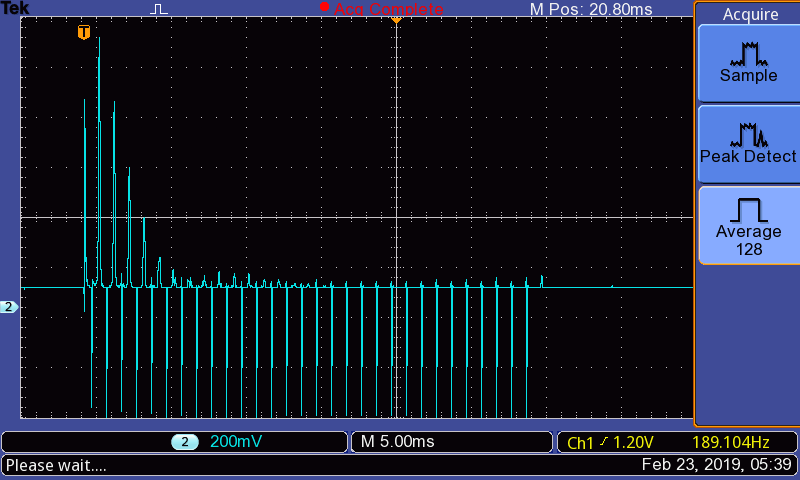 Tek
Acq Complete
M Pos: 20.80ms
Acquire
T
Sample
Peak Detect
Average
128
2
2 200mV
M 5.00ms
Ch1 1.20V 189.104Hz
Please wait....
Feb 23, 2019, 05:39